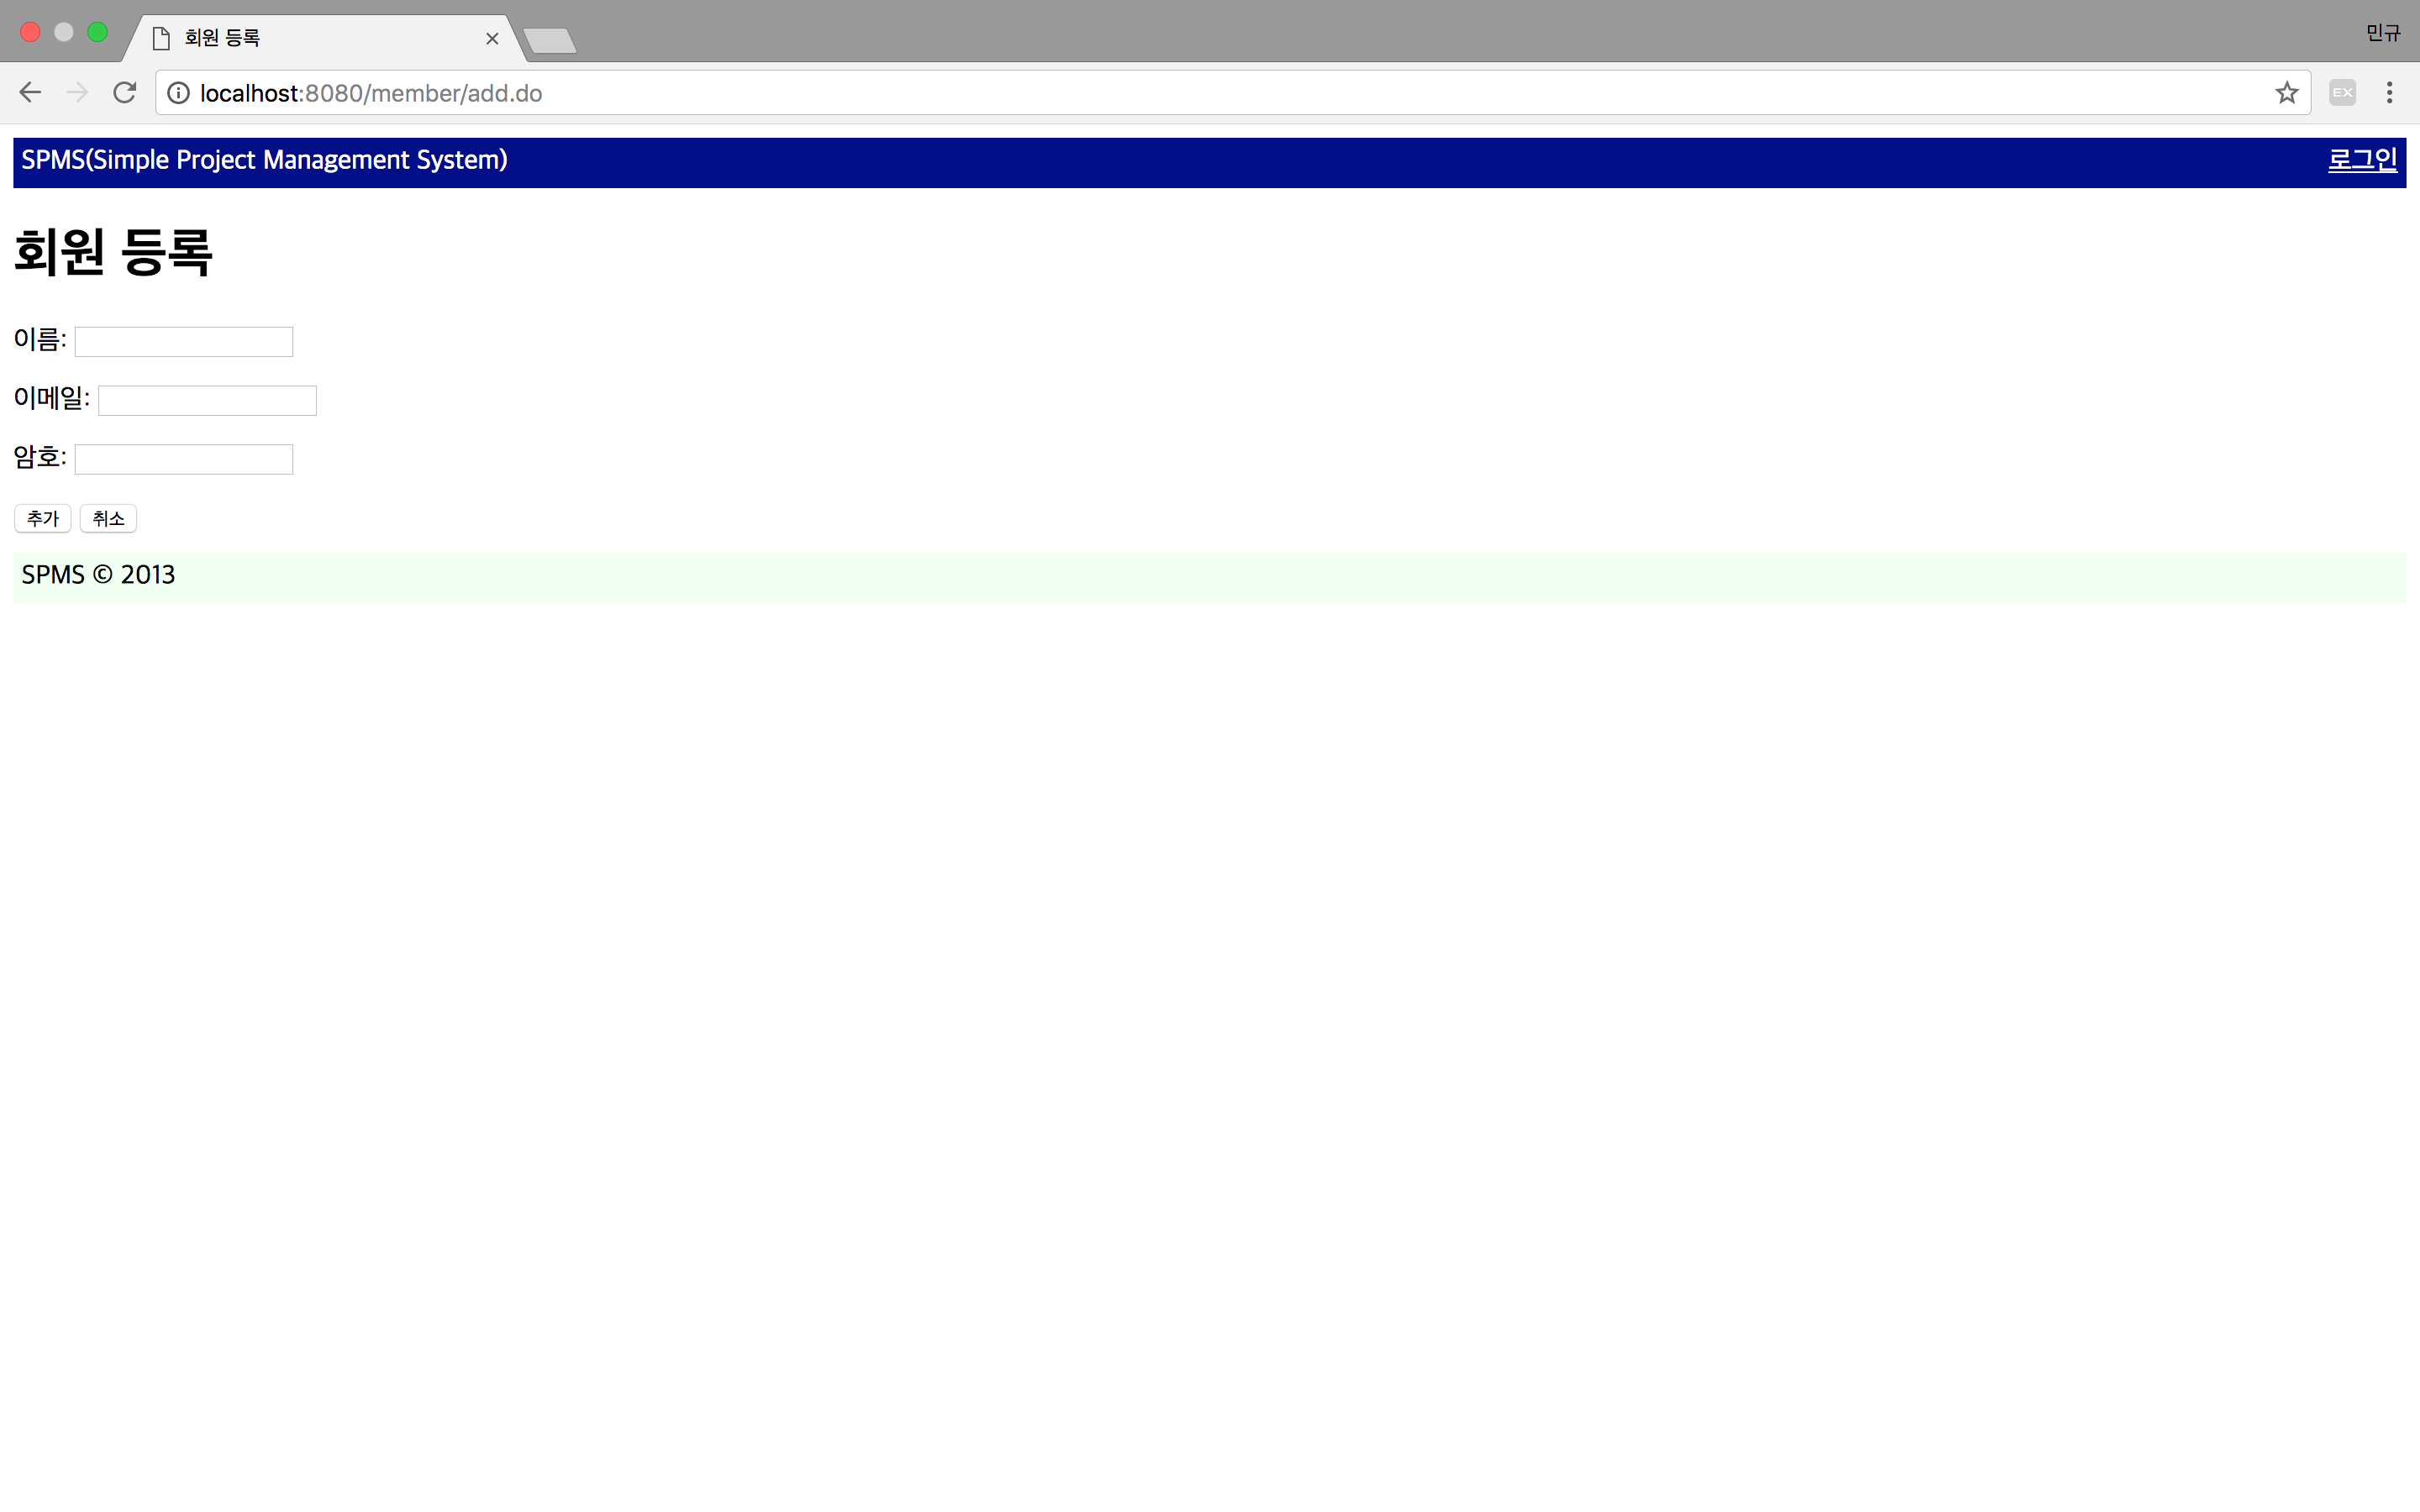 회원 등록
민규
localhost:8080/member/add.do
EX
SPMS(Simple Project Management System) 로그인
회원 등록
이름:
이메일:
암호:
추가 취소
SPMS © 2013